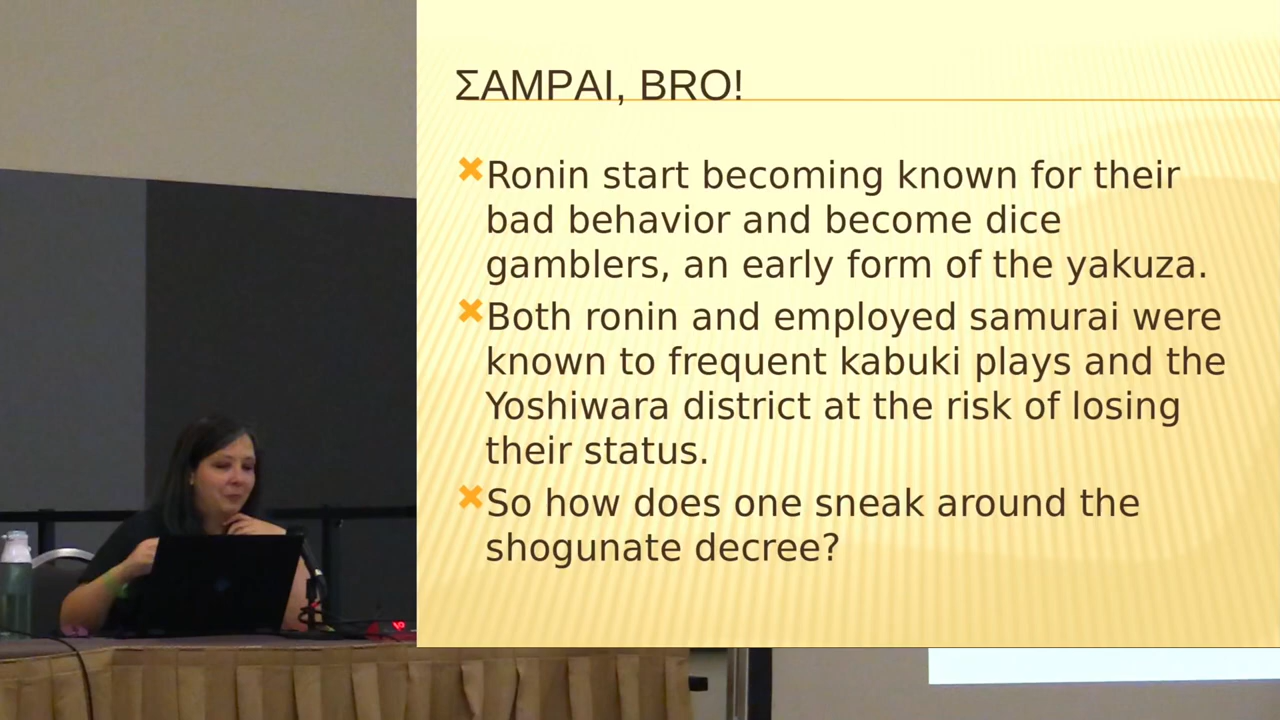 ΣAMPAI, BRO!
Ronin start becoming known for their
bad behavior and become dice
gamblers, an early form of the yakuza.
Both ronin and employed samurai were
known to frequent kabuki plays and the
Yoshiwara district at the risk of losing
their status.
So how does one sneak around the
shogunate decree?